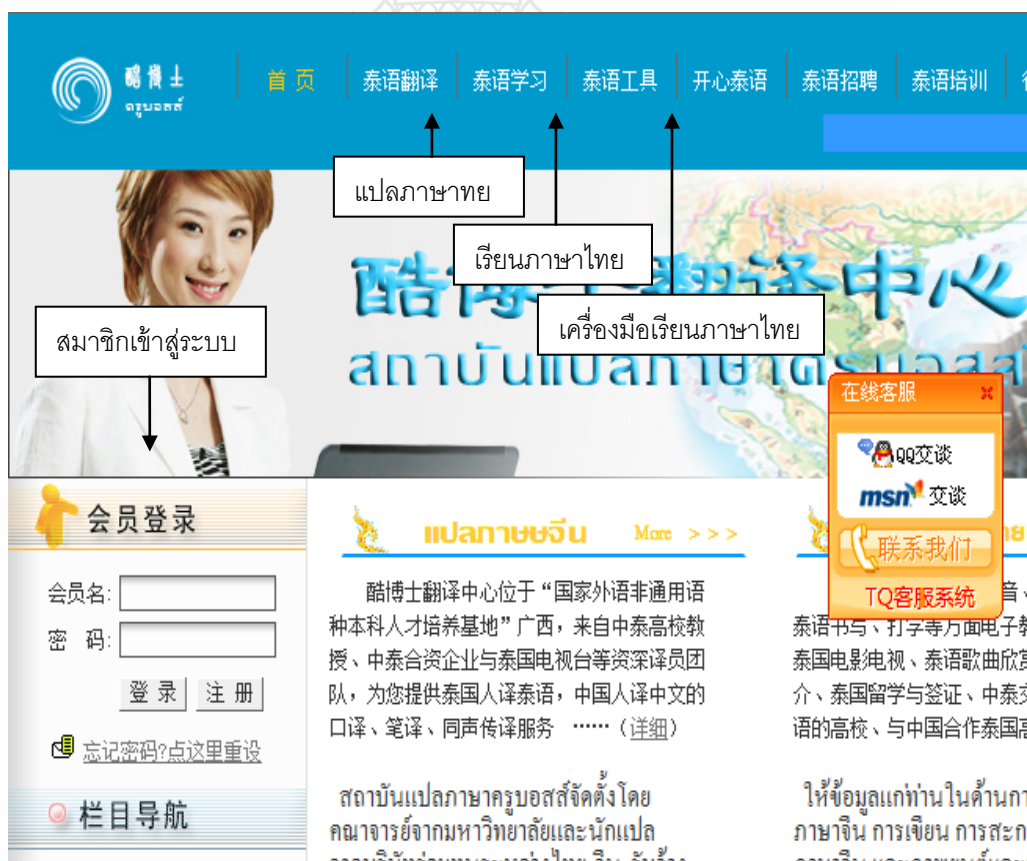 酷博士
ครูบอสส์
首 页
泰语翻译
泰语学习
泰语工具
开心泰语
泰语招聘
泰语培训
แปลภาษาทย
เรียนภาษาไทย
เครื่องมือเรียนภาษาไทย
สมาชิกเข้าสู่ระบบ
在线客服
QQ交谈
msn 交谈
联系我们
TQ客服系统
会员登录
会员名:
密 码:
登 录
注 册
忘记密码?点这里重设
栏目导航
แปลภาษษจีน More >>>
酷博士翻译中心位于“国家外语非通用语
种本科人才培养基地”广西，来自中泰高校教
授、中泰合资企业与泰国电视台等资深译员团
队，为您提供泰国人译泰语，中国人译中文的
口译、笔译、同声传译服务 ……（详细）
สถาบันแปลภาษาครูบอสส์จัดตั้งโดย
คณาจารย์จากมหาวิทยาลัยและนักแปล
音、
泰语书写、打字等方面电子
泰国电影电视、泰语歌曲欣
介、泰国留学与签证、中泰
语的高校、与中国合作泰国
ให้ข้อมูลแก่ท่านในด้านกา
ภาษาจีน การเขียน การสะก